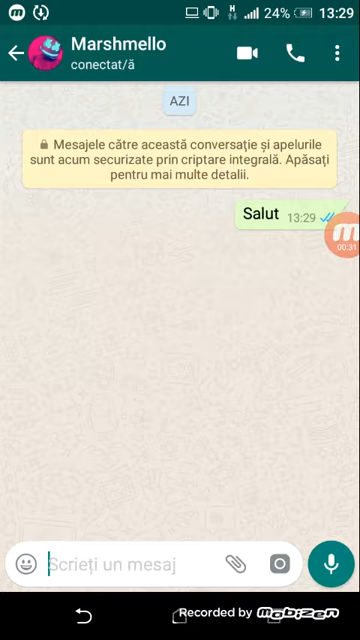 H 24% 13:29
Marshmello
conectat/ă
AZI
Mesajele către această conversație și apelurile
sunt acum securizate prin criptare integrală. Apăsați
pentru mai multe detalii.
Salut 13:29
00:31
Scrieți un mesaj
Recorded by mobizen